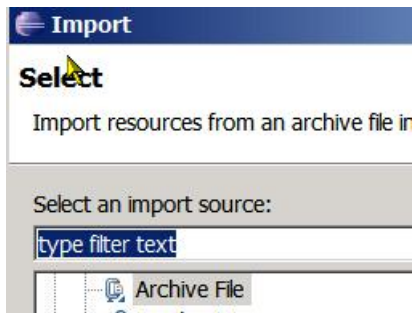 Import
Select
Import resources from an archive file in
Select an import source:
type filter text
Archive File